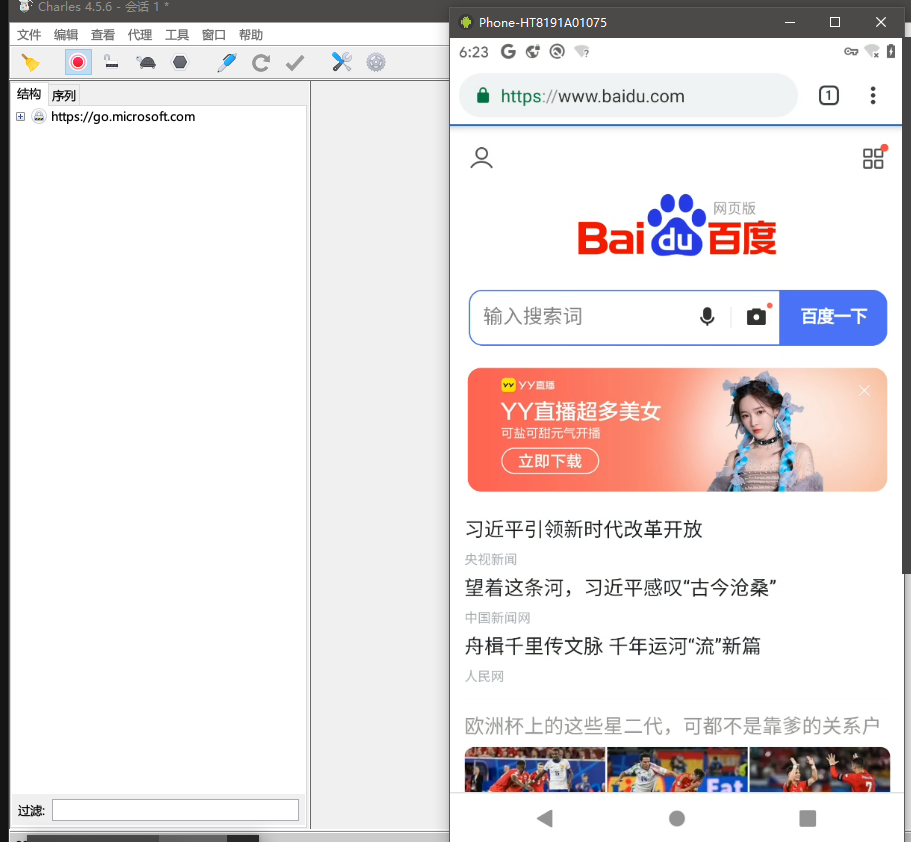 Charles 4.5.6 - 会话 1 *
文件 编辑 查看 代理 工具 窗口 帮助
结构 序列
https://go.microsoft.com
过滤:
Phone-HT8191A01075
6:23
https://www.baidu.com
1
Bai du 百度 网页版
输入搜索词 百度一下
YY YY直播
YY直播超多美女
可盐可甜元气开播
立即下载
习近平引领新时代改革开放
央视新闻
望着这条河，习近平感叹“古今沧桑”
中国新闻网
舟楫千里传文脉 千年运河“流”新篇
人民网
欧洲杯上的这些星二代，可都不是靠爹的关系户
Eat
7